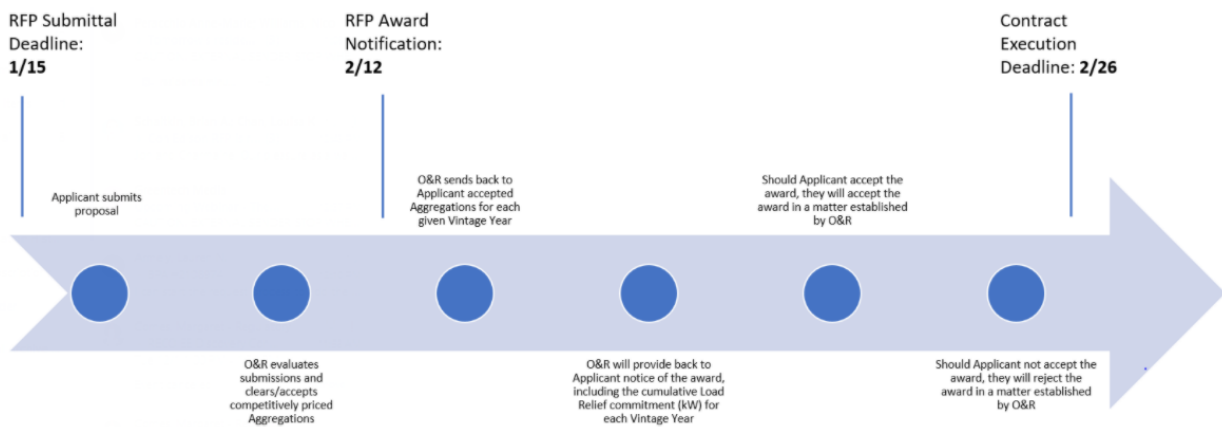 RFP Submittal
Deadline:
1/15
RFP Award
Notification:
2/12
Contract
Execution
Deadline: 2/26
Applicant submits
proposal
O&R sends back to
Applicant accepted
Aggregations for each
given Vintage Year
Should Applicant accept the
award, they will accept the
award in a matter established
by O&R
O&R evaluates
submissions and
clears/accepts
competitively priced
Aggregations
O&R will provide back to
Applicant notice of the award,
including the cumulative Load
Relief commitment (kW) for
each Vintage Year
Should Applicant not accept the
award, they will reject the
award in a matter established
by O&R